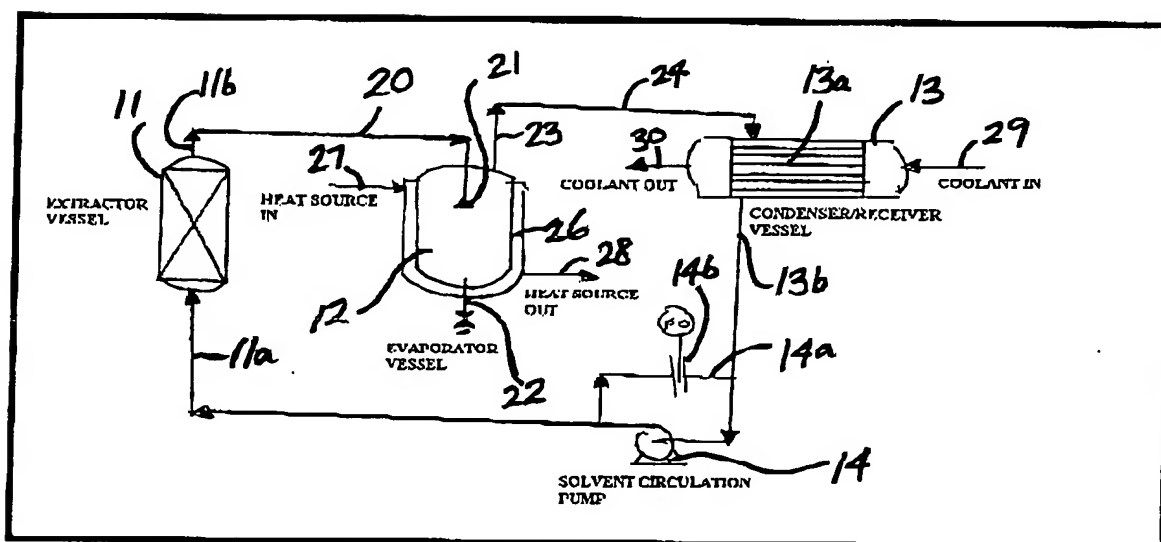 11b
20
21
24
13a
13
11
23
30
29
27
EXTRACTOR
VESSEL
HEAT SOURCE
IN
COOLANT OUT
COOLANT IN
CONDENSER/RECEIVER
VESSEL
26
28
14b
13b
12
HEAT SOURCE
OUT
EVAPORATOR
VESSEL
22
14a
11a
14
SOLVENT CIRCULATION
PUMP